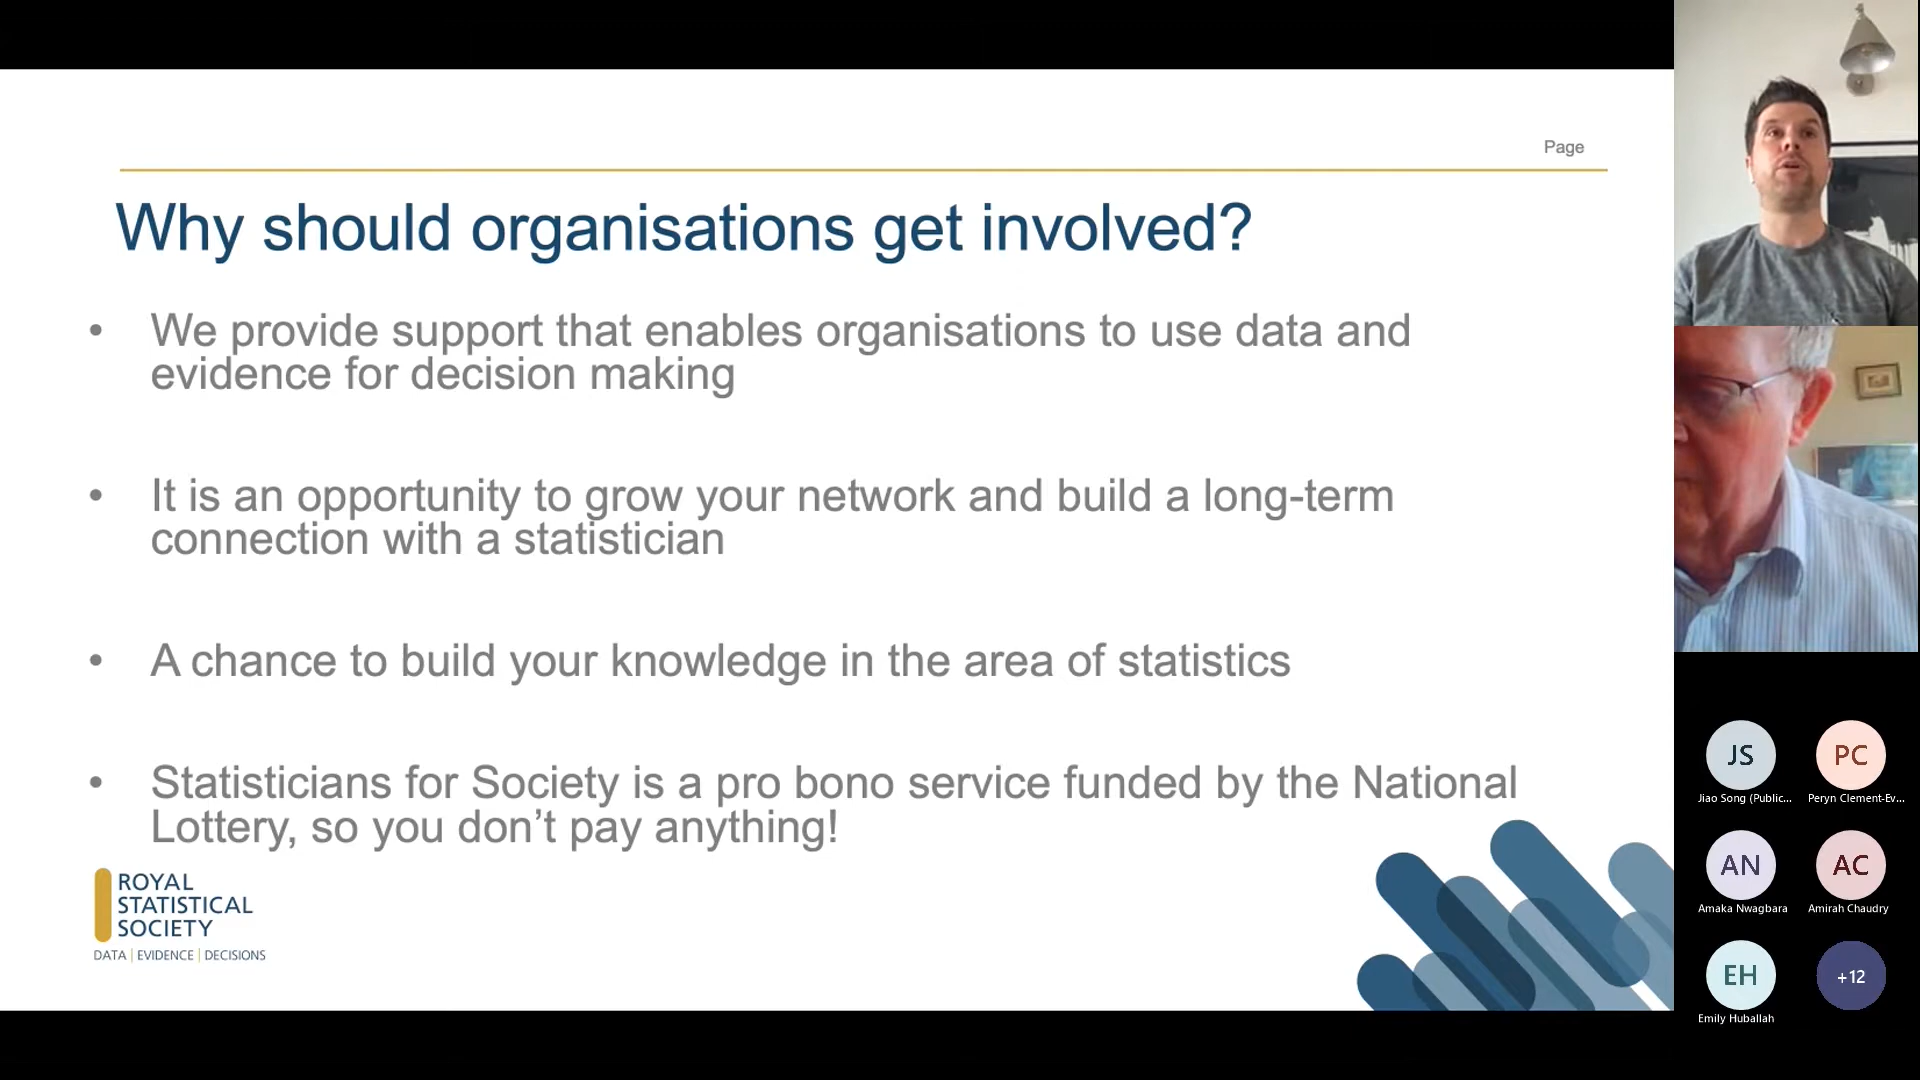 Page
Why should organisations get involved?
• We provide support that enables organisations to use data and
evidence for decision making
• It is an opportunity to grow your network and build a long-term
connection with a statistician
• A chance to build your knowledge in the area of statistics
• Statisticians for Society is a pro bono service funded by the National
Lottery, so you don’t pay anything!
ROYAL
STATISTICAL
SOCIETY
DATA | EVIDENCE | DECISIONS
JS
Jiao Song (Public...
PC
Peryn Clement-Ev...
AN
Amaka Nwagbara
AC
Amirah Chaudry
EH
Emily Huballah
+12